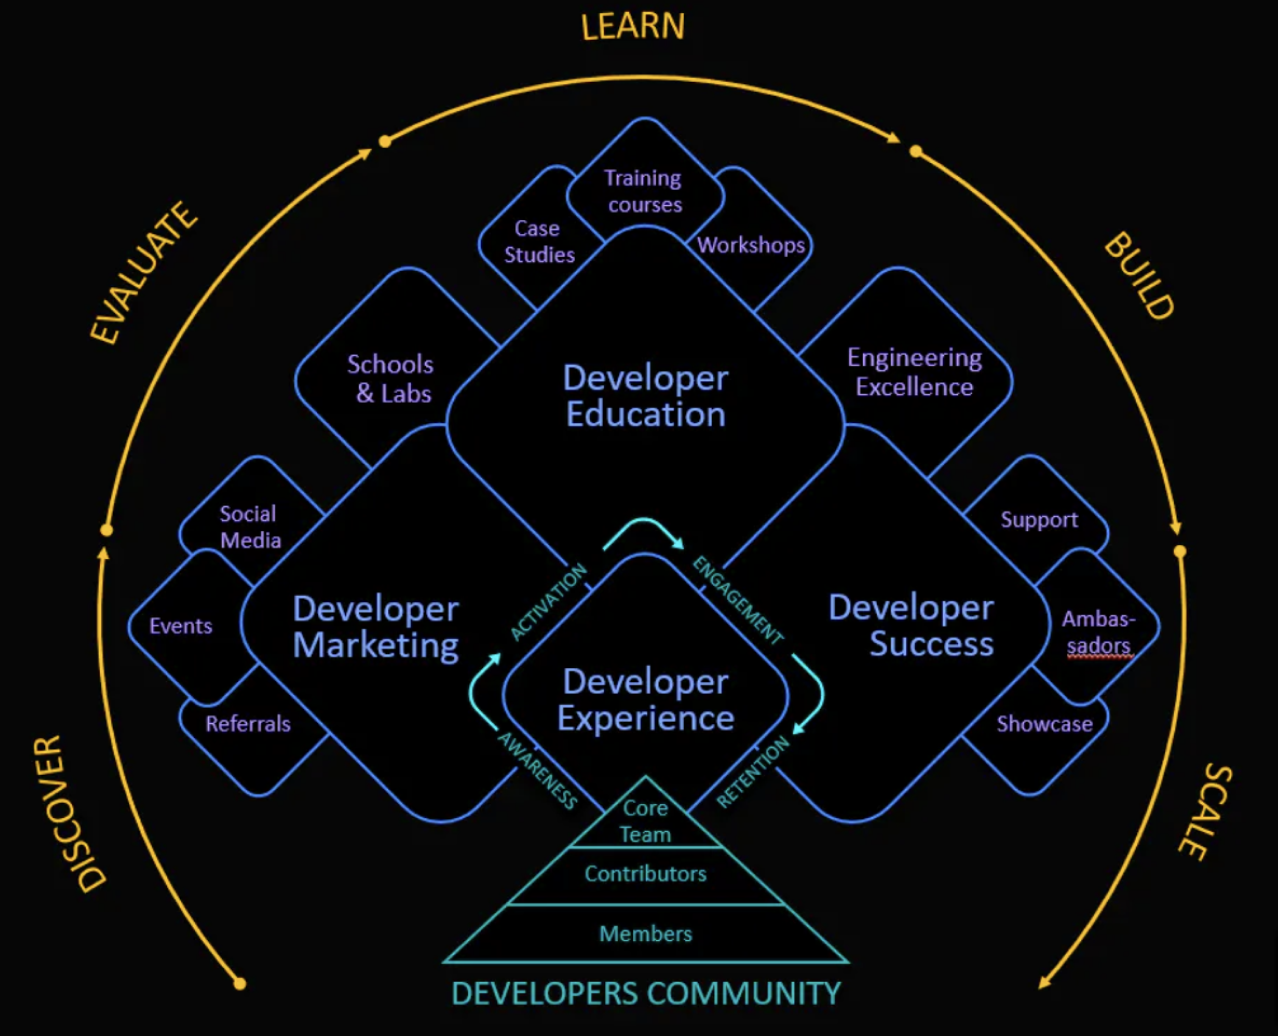 LEARN
EVALUATE
BUILD
DISCOVER
SCALE
Training
courses
Case
Studies
Workshops
Schools
& Labs
Engineering
Excellence
Developer
Education
Social
Media
Events
Referrals
Developer
Marketing
Support
Ambas-
sadors
Showcase
Developer
Success
ACTIVATION
ENGAGEMENT
AWARENESS
RETENTION
Developer
Experience
Core
Team
Contributors
Members
DEVELOPERS COMMUNITY